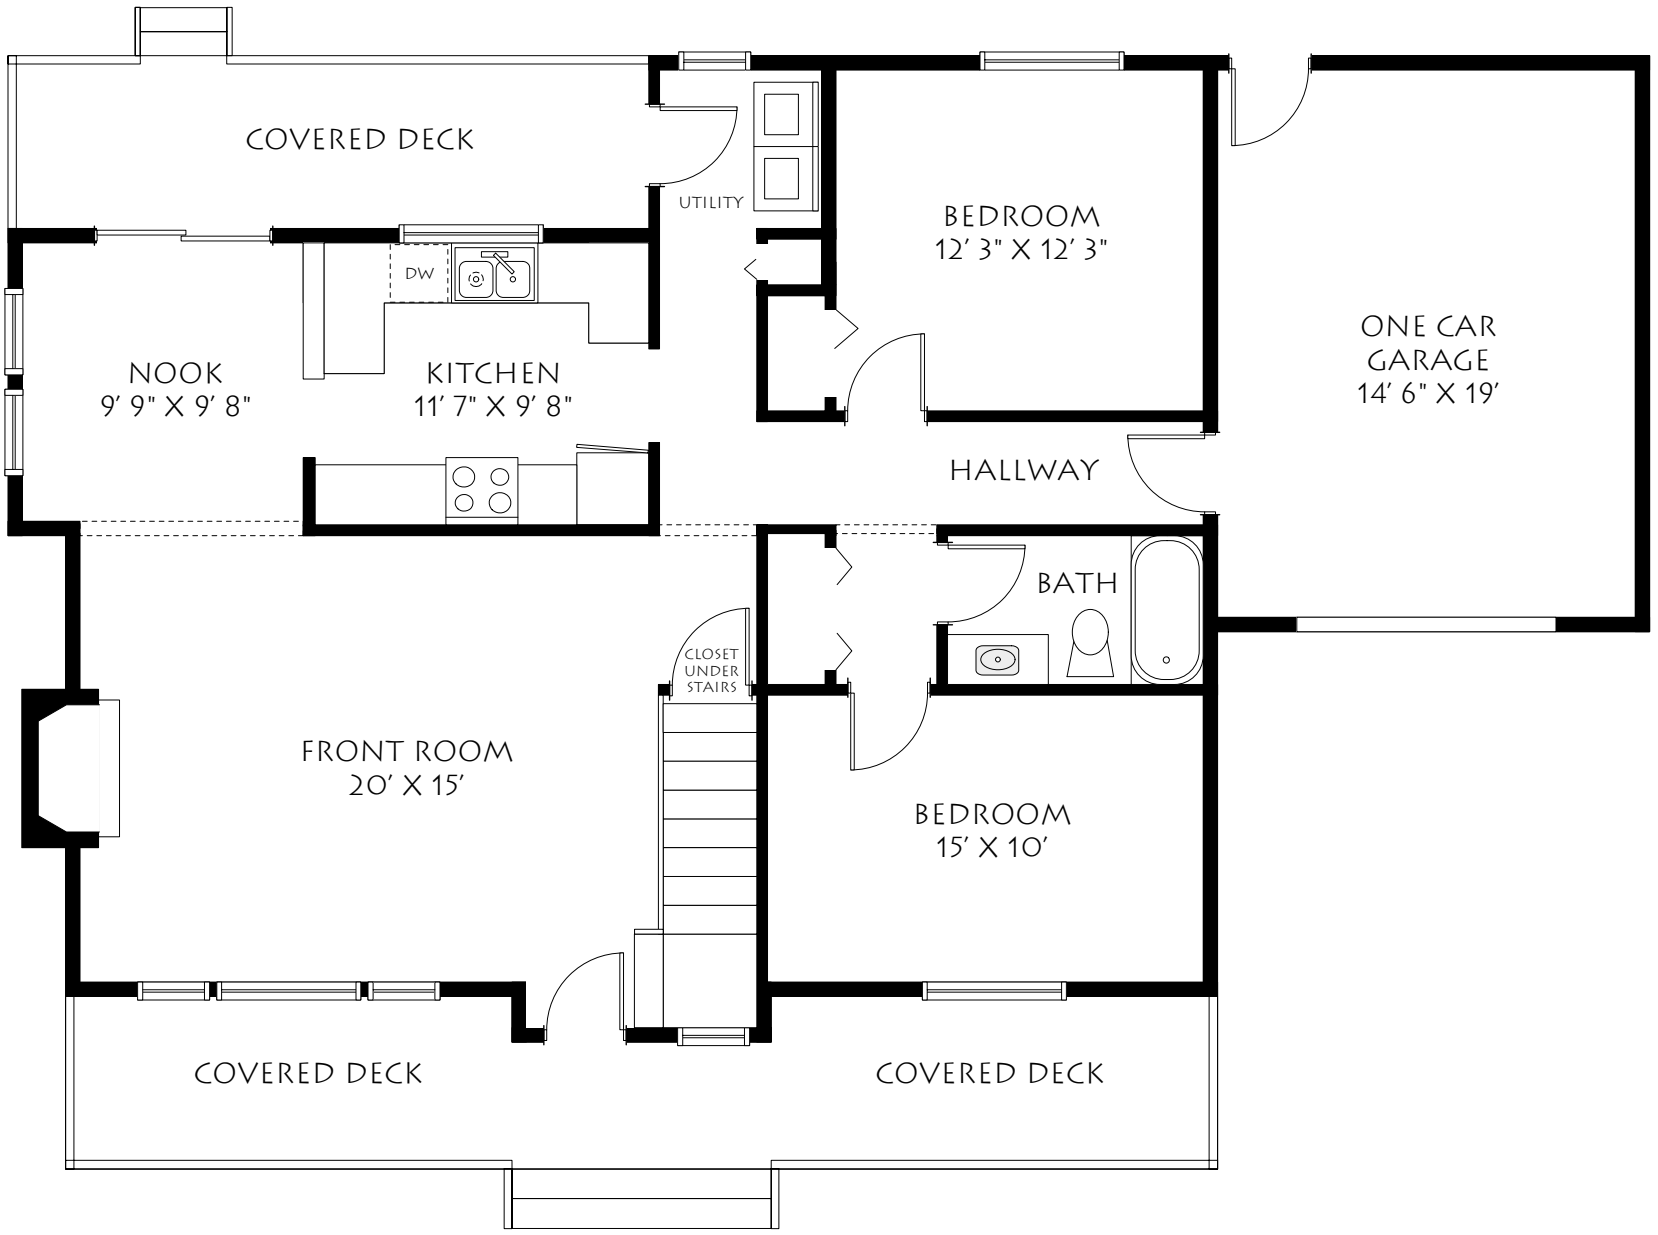 COVERED DECK
UTILITY
BEDROOM
12' 3" X 12' 3"
DW
ONE CAR
GARAGE
14' 6" X 19'
NOOK
9' 9" X 9' 8"
KITCHEN
11' 7" X 9' 8"
HALLWAY
BATH
CLOSET
UNDER
STAIRS
FRONT ROOM
20' X 15'
BEDROOM
15' X 10'
COVERED DECK
COVERED DECK